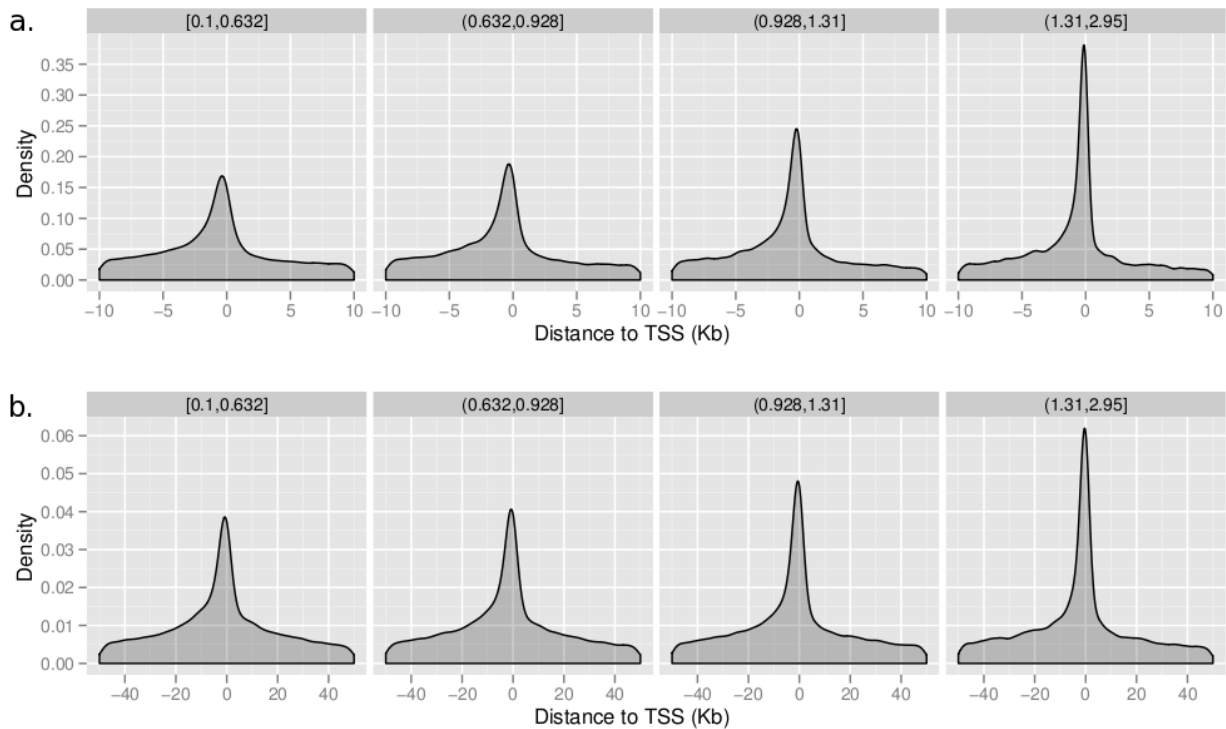 a.
[0.1,0.632] (0.632,0.928] (0.928,1.31] (1.31,2.95]
0.35
0.30
0.25
0.20
0.15
0.10
0.05
0.00
Density
−10 −5 0 5 10 −10 −5 0 5 10 −10 −5 0 5 10 −10 −5 0 5 10
Distance to TSS (Kb)
b.
[0.1,0.632] (0.632,0.928] (0.928,1.31] (1.31,2.95]
0.06
0.05
0.04
0.03
0.02
0.01
0.00
Density
−40 −20 0 20 40 −40 −20 0 20 40 −40 −20 0 20 40 −40 −20 0 20 40
Distance to TSS (Kb)